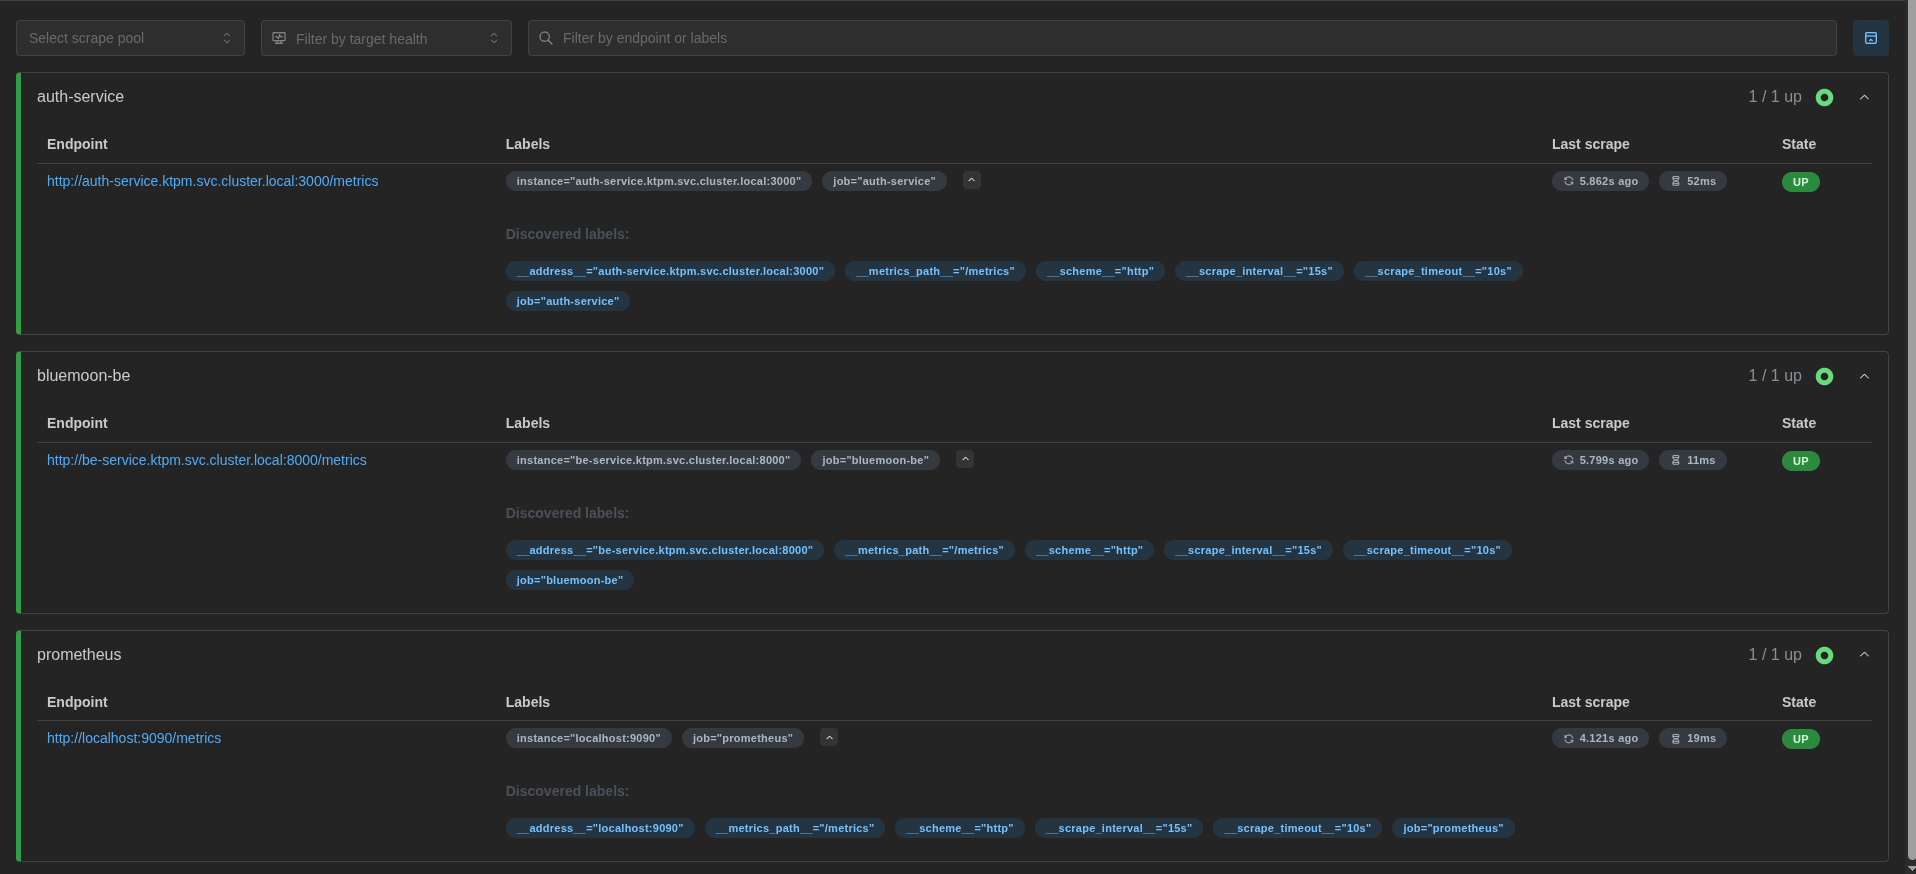 Select scrape pool Filter by target health Filter by endpoint or labels
auth-service 1 / 1 up
Endpoint Labels Last scrape State
http://auth-service.ktpm.svc.cluster.local:3000/metrics instance="auth-service.ktpm.svc.cluster.local:3000" job="auth-service" 5.862s ago 52ms UP
Discovered labels:
__address__="auth-service.ktpm.svc.cluster.local:3000" __metrics_path__="/metrics" __scheme__="http" __scrape_interval__="15s" __scrape_timeout__="10s"
job="auth-service"
bluemoon-be 1 / 1 up
Endpoint Labels Last scrape State
http://be-service.ktpm.svc.cluster.local:8000/metrics instance="be-service.ktpm.svc.cluster.local:8000" job="bluemoon-be" 5.799s ago 11ms UP
Discovered labels:
__address__="be-service.ktpm.svc.cluster.local:8000" __metrics_path__="/metrics" __scheme__="http" __scrape_interval__="15s" __scrape_timeout__="10s"
job="bluemoon-be"
prometheus 1 / 1 up
Endpoint Labels Last scrape State
http://localhost:9090/metrics instance="localhost:9090" job="prometheus" 4.121s ago 19ms UP
Discovered labels:
__address__="localhost:9090" __metrics_path__="/metrics" __scheme__="http" __scrape_interval__="15s" __scrape_timeout__="10s" job="prometheus"